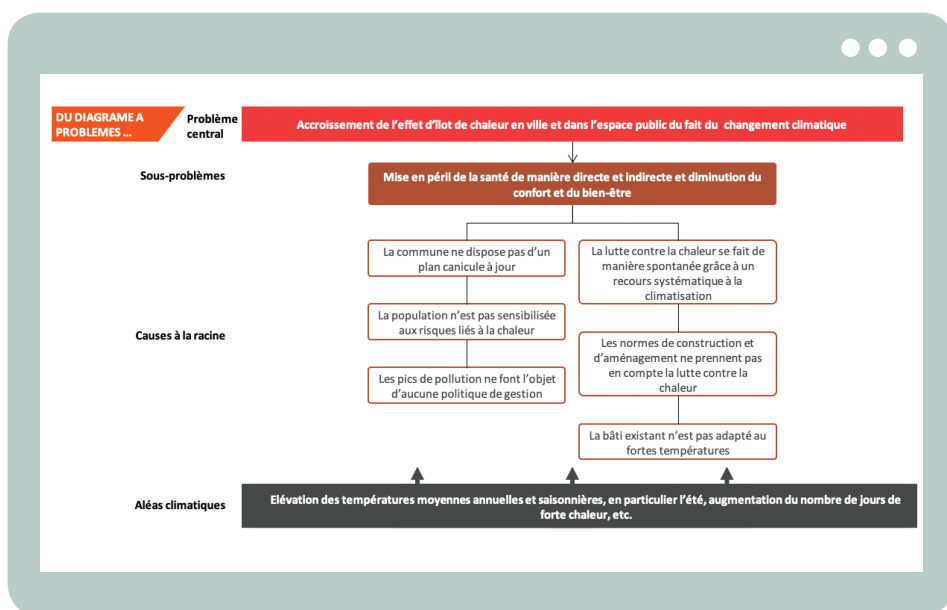 DU DIAGRAME A
PROBLEMES ...
Problème
central
Accroissement de l'effet d'îlot de chaleur en ville et dans l'espace public du fait du changement climatique
Sous-problèmes
Mise en péril de la santé de manière directe et indirecte et diminution du
confort et du bien-être
La commune ne dispose pas d'un
plan canicule à jour
La lutte contre la chaleur se fait de
manière spontanée grâce à un
recours systématique à la
climatisation
Causes à la racine
La population n'est pas sensibilisée
aux risques liés à la chaleur
Les normes de construction et
d'aménagement ne prennent pas
en compte la lutte contre la
chaleur
Les pics de pollution ne font l'objet
d'aucune politique de gestion
La bâti existant n'est pas adapté au
fortes températures
Aléas climatiques
Elévation des températures moyennes annuelles et saisonnières, en particulier l'été, augmentation du nombre de jours de
forte chaleur, etc.